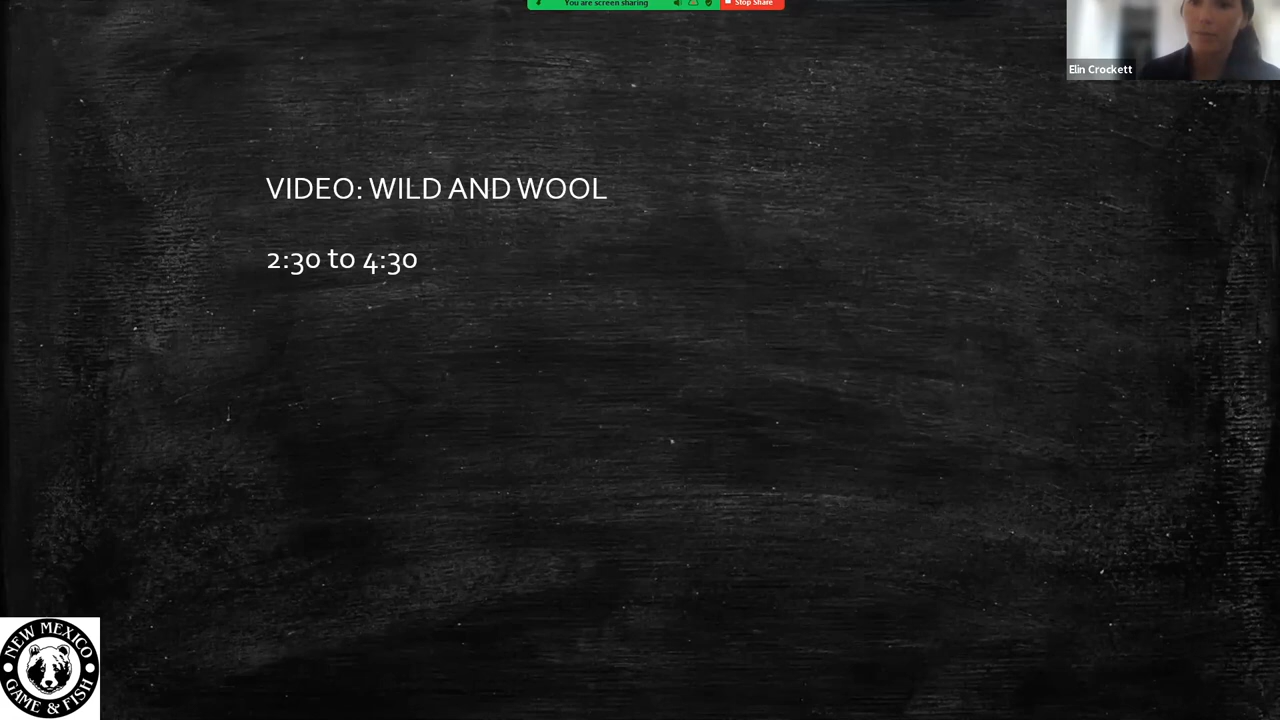 You are screen sharing
Stop Share
Elin Crockett
VIDEO: WILD AND WOOL
2:30 to 4:30
NEW MEXICO
GAME & FISH